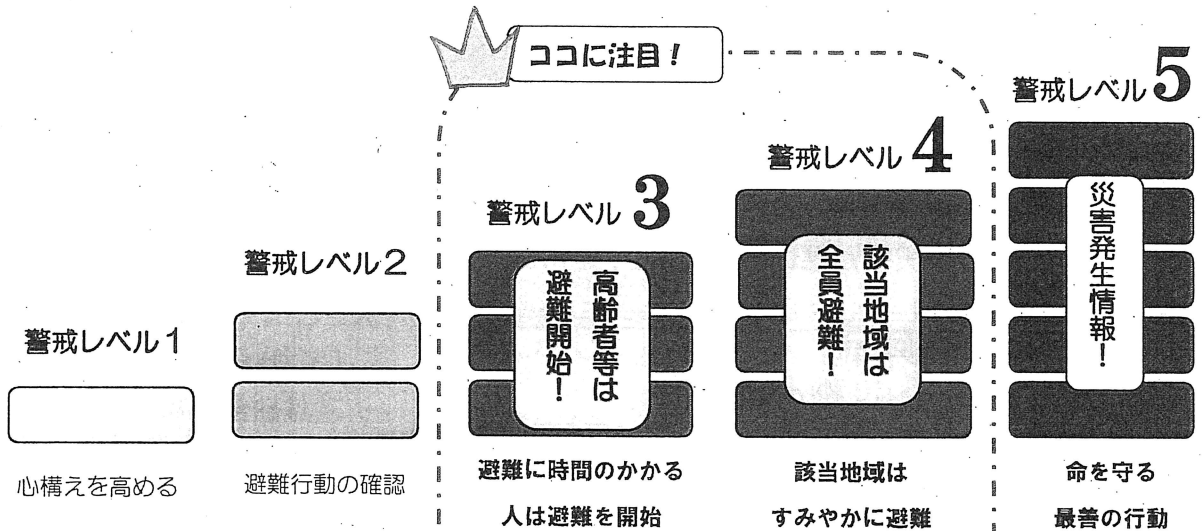 ココに注目！
警戒レベル1
心構えを高める
警戒レベル2
避難行動の確認
警戒レベル3
高齢者等は
避難開始！
避難に時間のかかる
人は避難を開始
警戒レベル4
該当地域は
全員避難！
該当地域は
すみやかに避難
警戒レベル5
災害発生情報！
命を守る
最善の行動